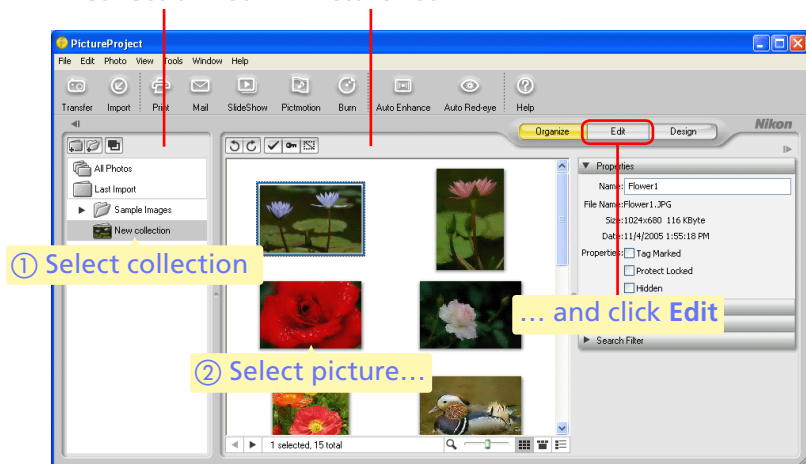 PictureProject
File Edit Photo View Tools Window Help
Transfer Import Print Mail SlideShow Pictmotion Burn Auto Enhance Auto Red-eye Help
Organize Edit Design Nikon
All Photos
Last Import
Sample Images
New collection
① Select collection
② Select picture…
1 selected, 15 total
Properties
Name: Flower1
File Name: Flower1.JPG
Size: 1024x680 116 KByte
Date: 11/4/2005 1:55:18 PM
Properties: Tag Marked
Protect Locked
Hidden
… and click Edit
Search Filter